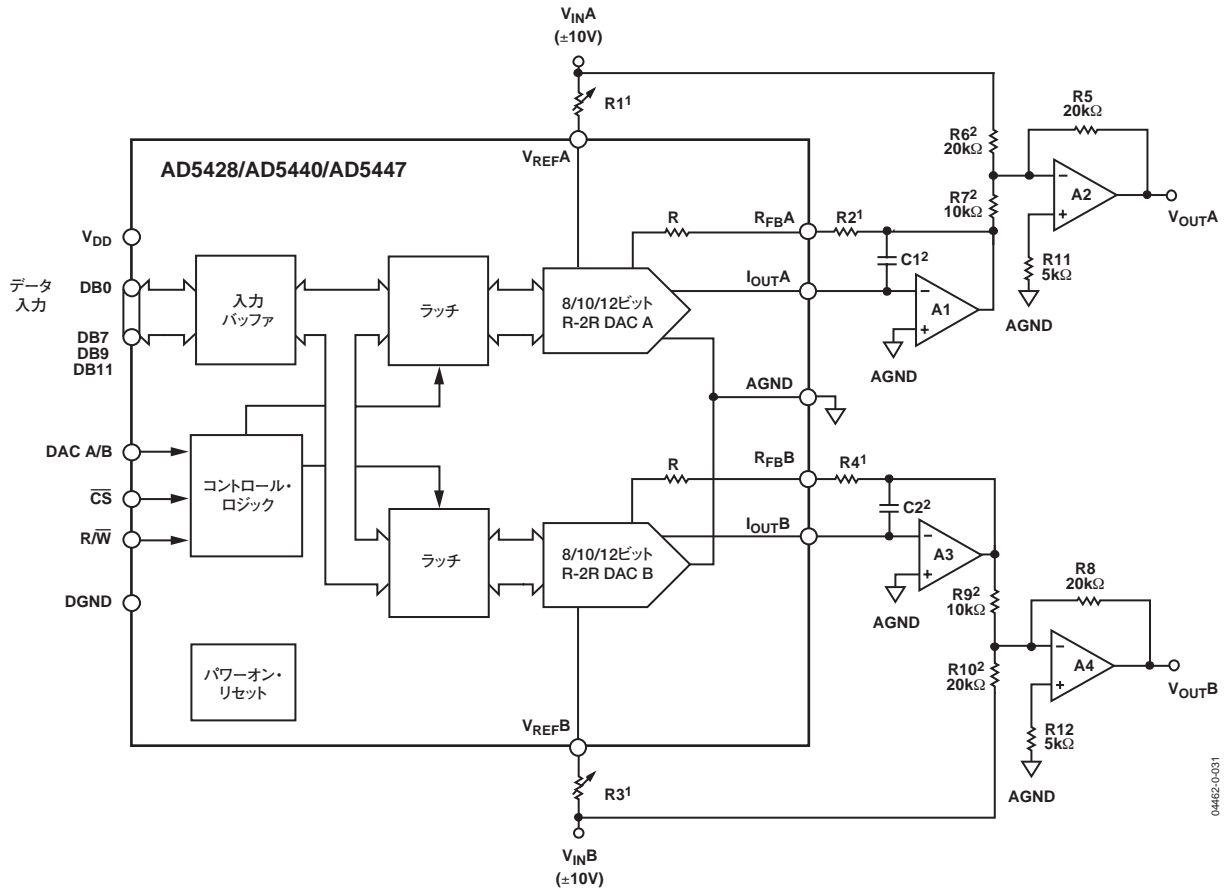 VINA
(±10V)
R1¹
VREFA
AD5428/AD5440/AD5447
R5
20kΩ
R6²
20kΩ
A2
VOUTA
R7²
10kΩ
R11
5kΩ
AGND
R
RFBA
R2¹
C1²
IOUTA
A1
AGND
VDD
データ
入力
DB0
DB7
DB9
DB11
入力
バッファ
ラッチ
8/10/12ビット
R-2R DAC A
AGND
DAC A/B
C̅S̅
R/W̅
コントロール・
ロジック
R
RFBB
R4¹
C2²
IOUTB
A3
AGND
ラッチ
8/10/12ビット
R-2R DAC B
DGND
パワーオン・
リセット
R9²
10kΩ
R8
20kΩ
R10²
20kΩ
A4
VOUTB
R12
5kΩ
AGND
VREFB
R3¹
VINB
(±10V)
04462-0-031